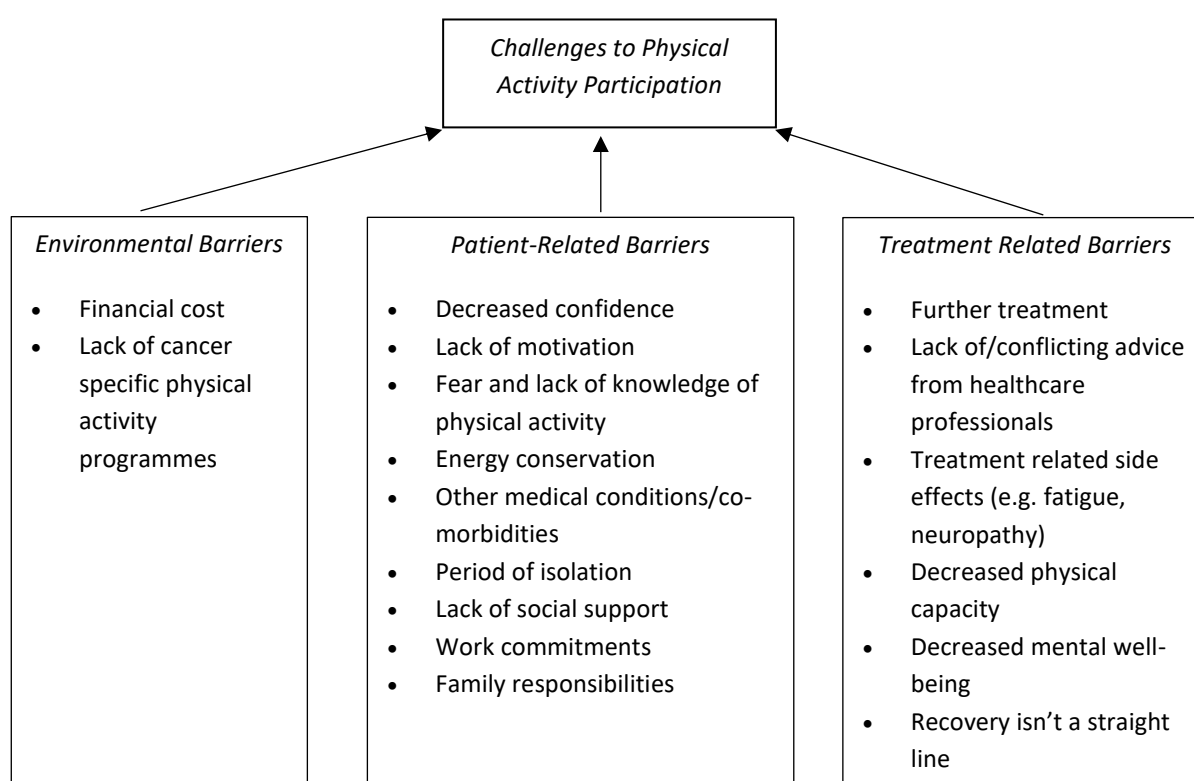 Challenges to Physical
Activity Participation
Environmental Barriers
• Financial cost
• Lack of cancer
specific physical
activity
programmes
Patient-Related Barriers
• Decreased confidence
• Lack of motivation
• Fear and lack of knowledge of
physical activity
• Energy conservation
• Other medical conditions/co-
morbidities
• Period of isolation
• Lack of social support
• Work commitments
• Family responsibilities
Treatment Related Barriers
• Further treatment
• Lack of/conflicting advice
from healthcare
professionals
• Treatment related side
effects (e.g. fatigue,
neuropathy)
• Decreased physical
capacity
• Decreased mental well-
being
• Recovery isn’t a straight
line